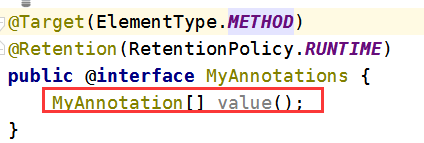 @Target(ElementType.METHOD)
@Retention(RetentionPolicy.RUNTIME)
public @interface MyAnnotations {
    MyAnnotation[] value();
}